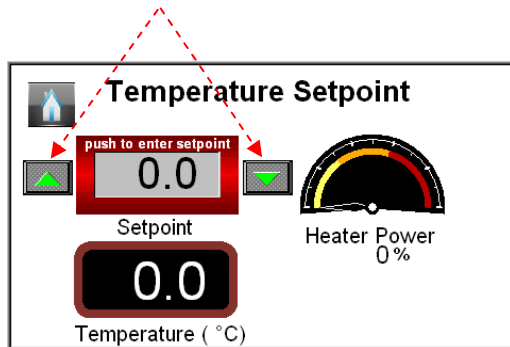 Temperature Setpoint
push to enter setpoint
0.0
Setpoint
Heater Power
0%
0.0
Temperature ( °C)